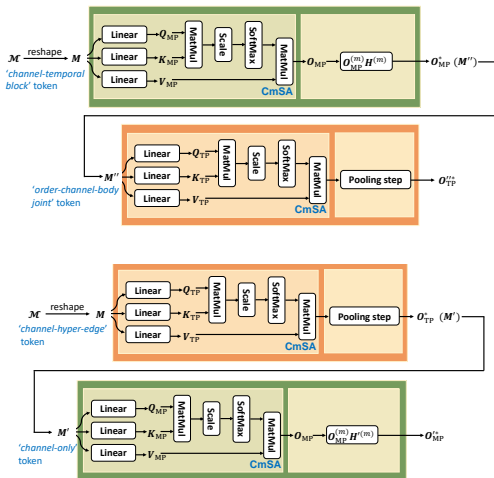 Linear
Linear
Linear
Q_MP
K_MP
V_MP
MatMul
Scale
SoftMax
MatMul
CmSA
ℳ reshape M
'channel-temporal
block' token
O_MP
O_MP^(m) H^(m)
O*_MP (M'')
M''
'order-channel-body
joint' token
Linear
Linear
Linear
Q_TP
K_TP
V_TP
MatMul
Scale
SoftMax
MatMul
CmSA
Pooling step
O''*_TP
ℳ reshape M
'channel-hyper-edge'
token
Linear
Linear
Linear
Q_TP
K_TP
V_TP
MatMul
Scale
SoftMax
MatMul
CmSA
Pooling step
O*_TP (M')
M'
'channel-only'
token
Linear
Linear
Linear
Q_MP
K_MP
V_MP
MatMul
Scale
SoftMax
MatMul
CmSA
O_MP
O_MP^(m) H'^(m)
O'*_MP